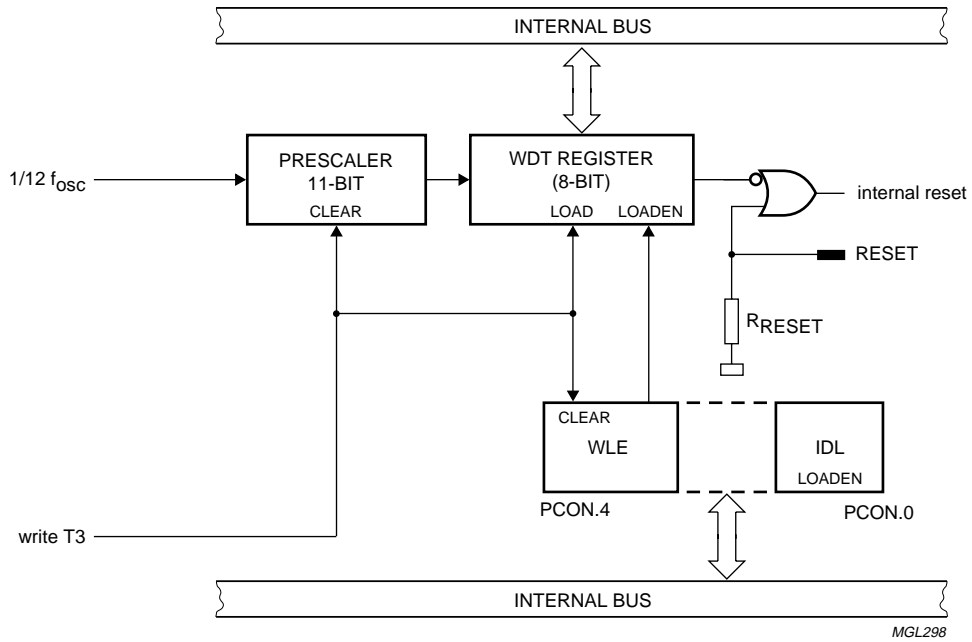 INTERNAL BUS
PRESCALER
11-BIT
CLEAR
WDT REGISTER
(8-BIT)
LOAD LOADEN
1/12 fosc
internal reset
RESET
RRESET
CLEAR
WLE
IDL
LOADEN
PCON.4
PCON.0
write T3
INTERNAL BUS
MGL298